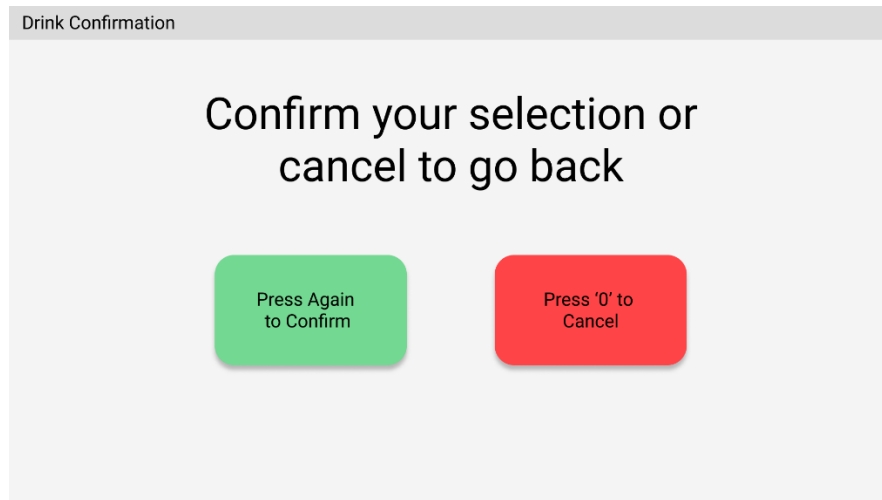 Drink Confirmation
Confirm your selection or
cancel to go back
Press Again
to Confirm
Press ‘0’ to
Cancel